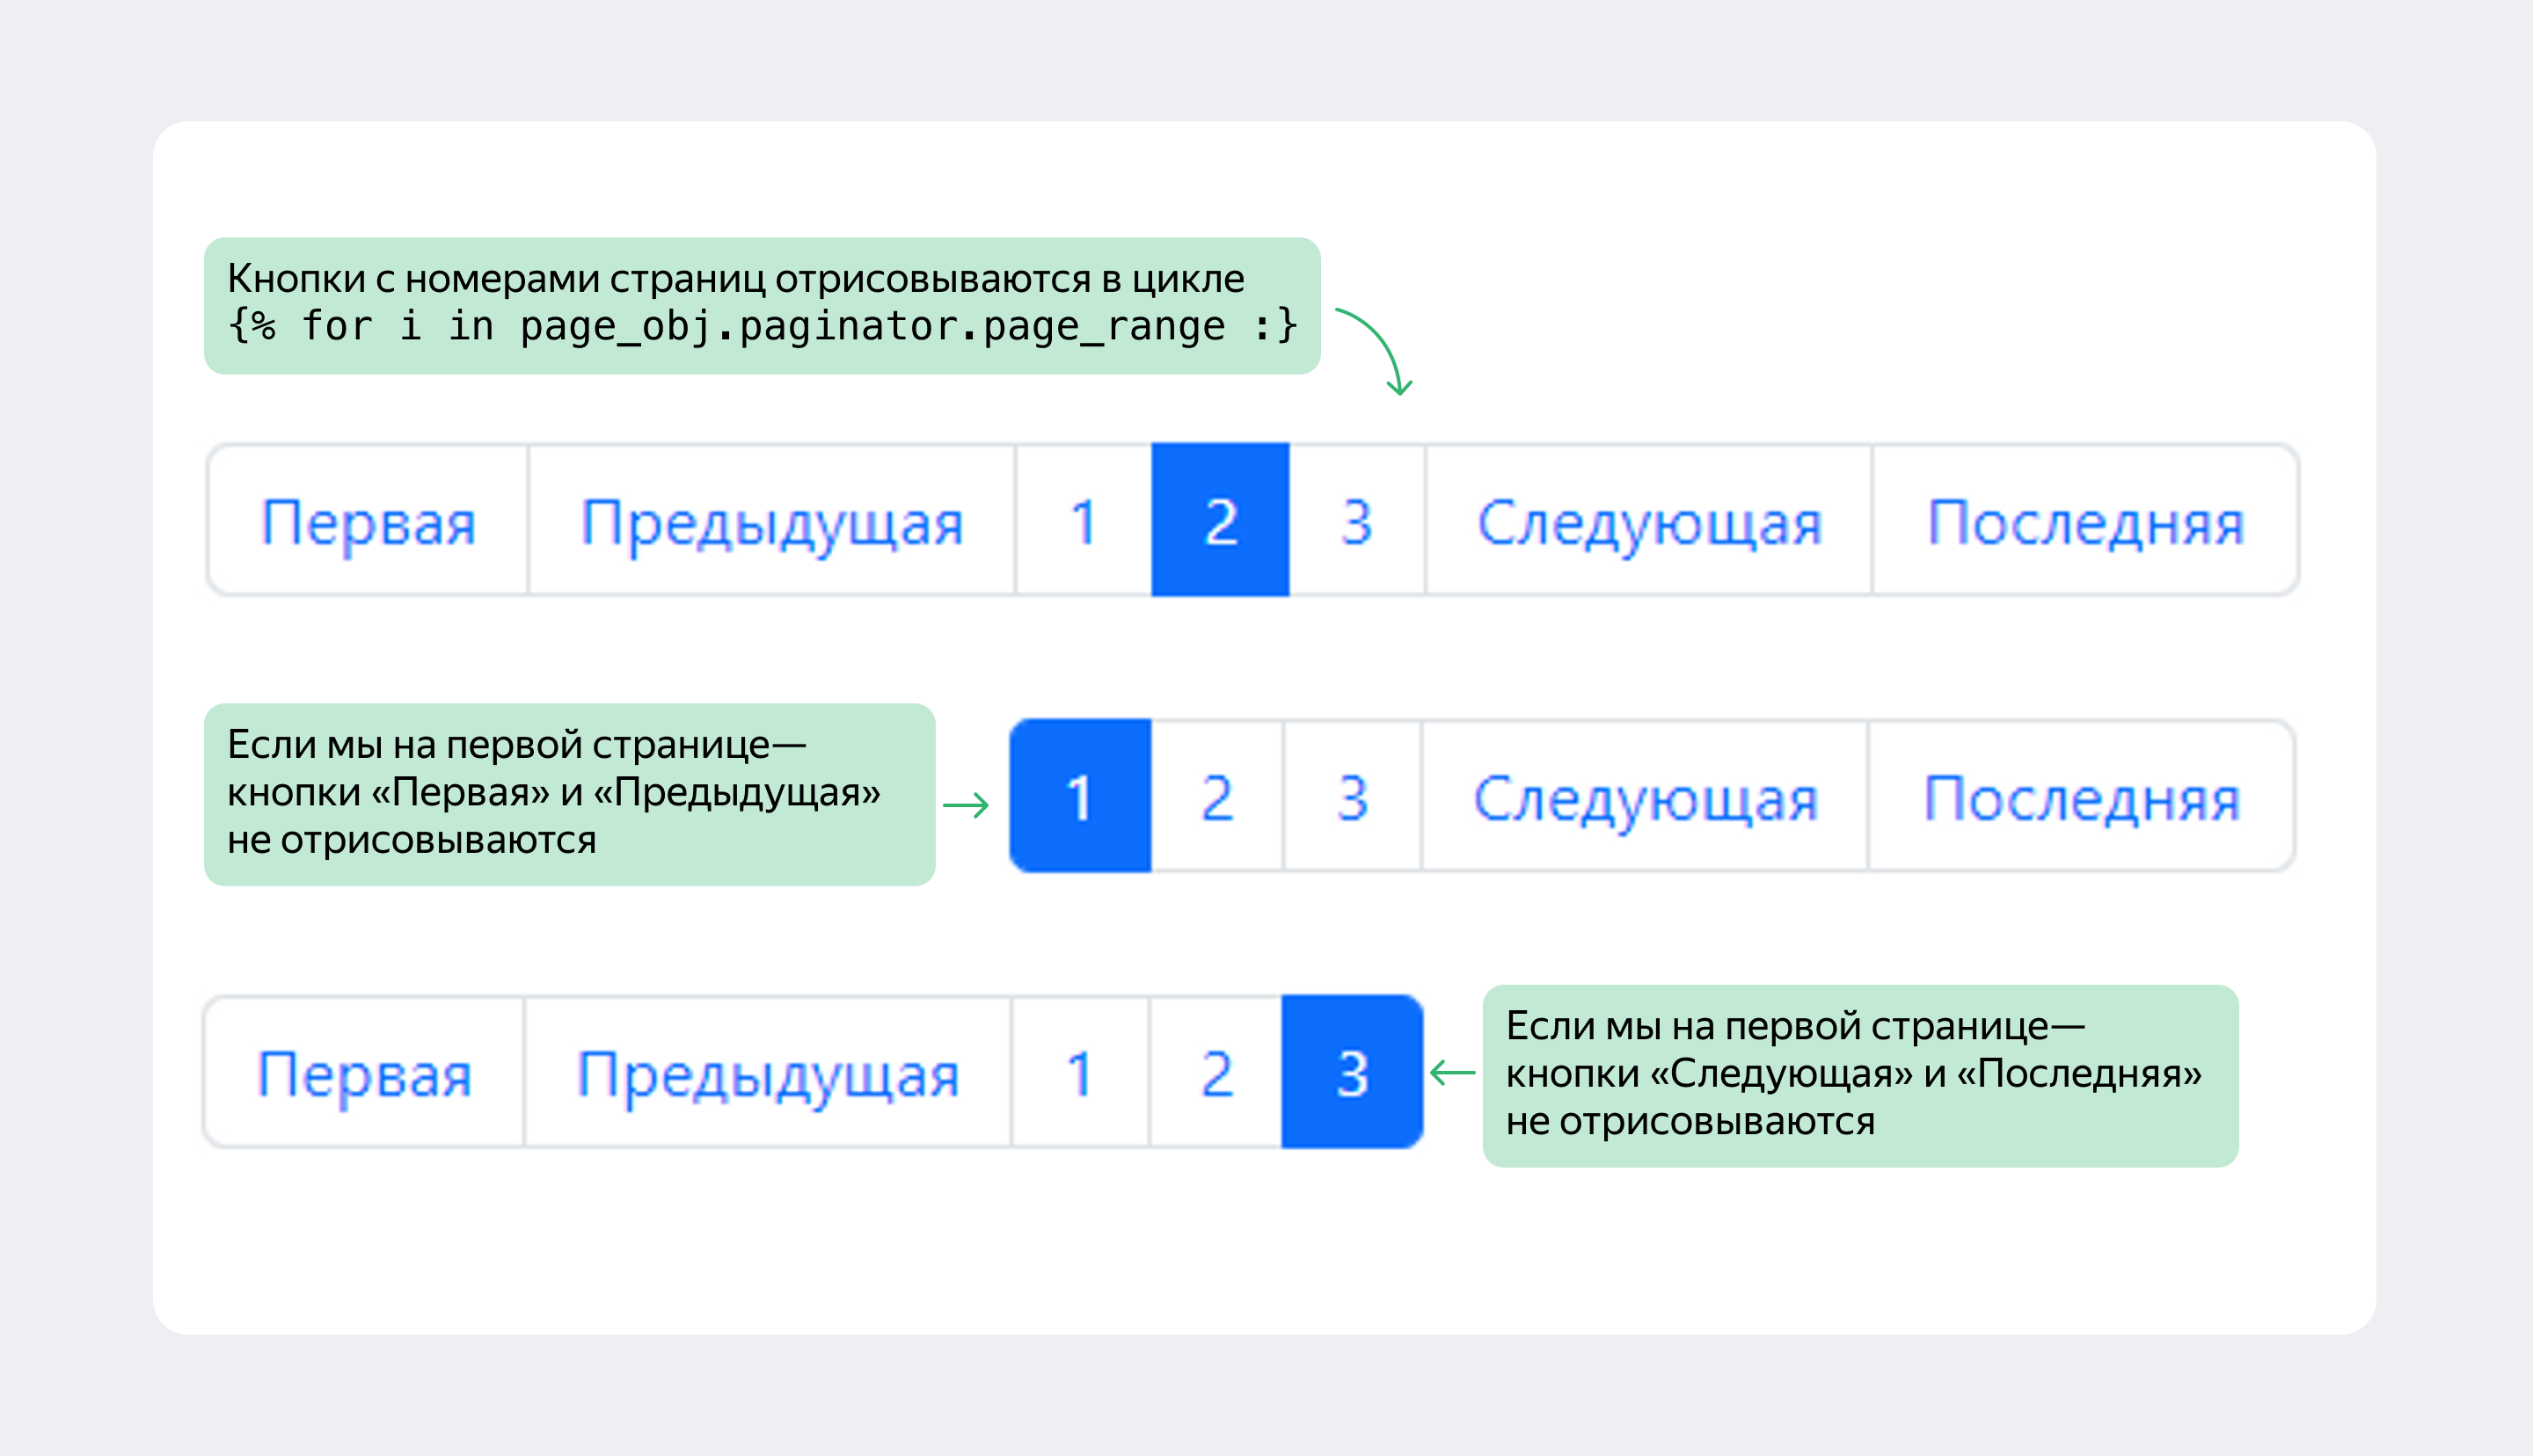 Кнопки с номерами страниц отрисовываются в цикле
{% for i in page_obj.paginator.page_range :}
Первая Предыдущая 1 2 3 Следующая Последняя
Если мы на первой странице—
кнопки «Первая» и «Предыдущая»
не отрисовываются
1 2 3 Следующая Последняя
Первая Предыдущая 1 2 3
Если мы на первой странице—
кнопки «Следующая» и «Последняя»
не отрисовываются